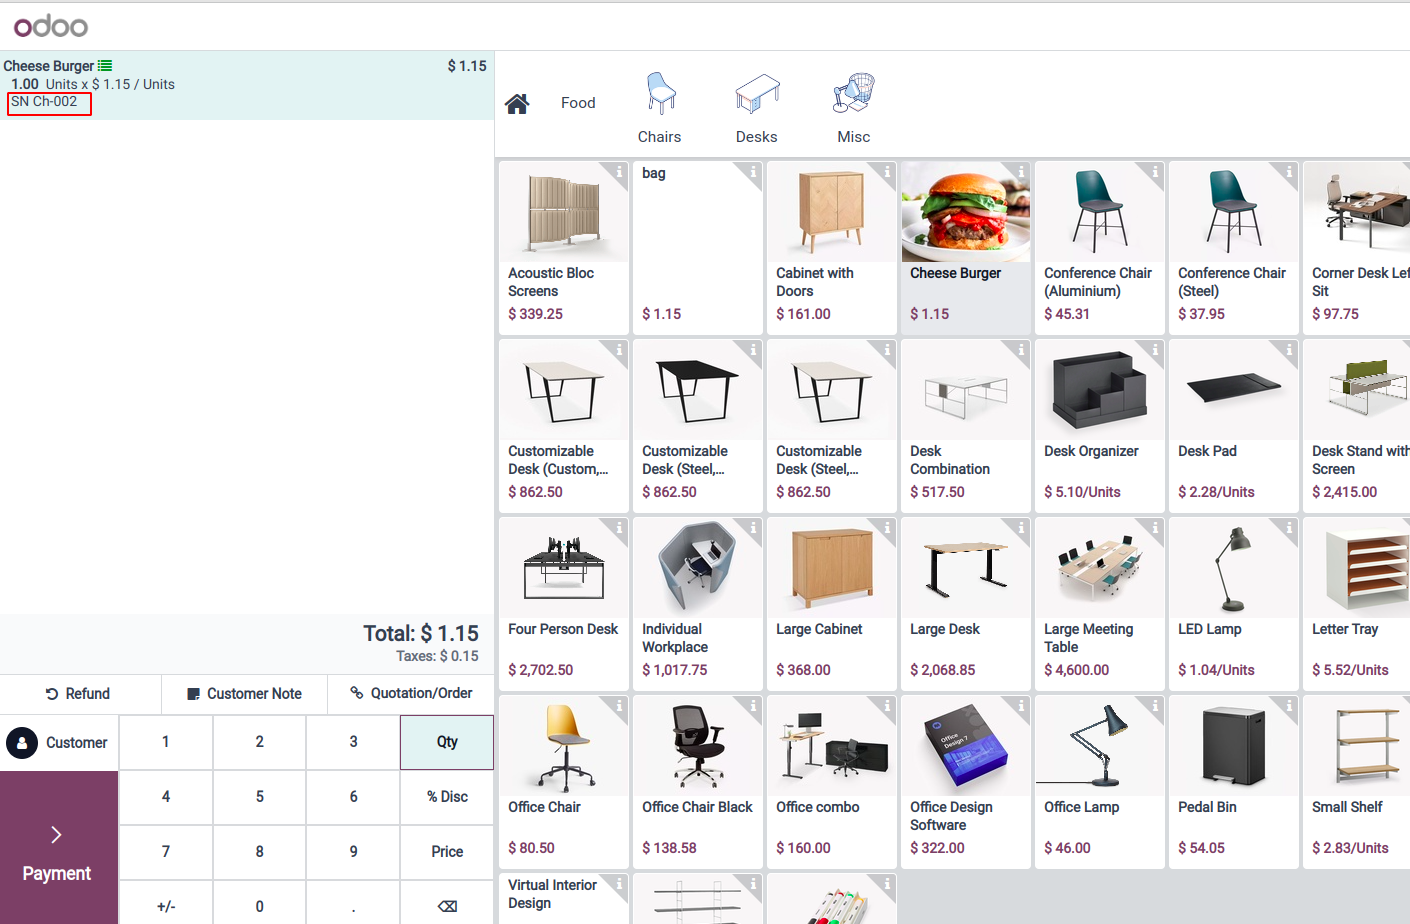 odoo
Cheese Burger $ 1.15
1.00 Units x $ 1.15 / Units
SN Ch-002
Total: $ 1.15
Taxes: $ 0.15
Refund Customer Note Quotation/Order
Customer 1 2 3 Qty
4 5 6 % Disc
7 8 9 Price
Payment
+/- 0 .
Food
Chairs Desks Misc
bag
Acoustic Bloc Cabinet with Cheese Burger Conference Chair Conference Chair Corner Desk Lef
Screens Doors (Aluminium) (Steel) Sit
$ 339.25 $ 1.15 $ 161.00 $ 1.15 $ 45.31 $ 37.95 $ 97.75
Customizable Customizable Customizable Desk Desk Organizer Desk Pad Desk Stand with
Desk (Custom,... Desk (Steel,... Desk (Steel,... Combination Screen
$ 862.50 $ 862.50 $ 862.50 $ 517.50 $ 5.10/Units $ 2.28/Units $ 2,415.00
Four Person Desk Individual Large Cabinet Large Desk Large Meeting LED Lamp Letter Tray
Workplace Table
$ 2,702.50 $ 1,017.75 $ 368.00 $ 2,068.85 $ 4,600.00 $ 1.04/Units $ 5.52/Units
Office
Design 7
Office Chair Office Chair Black Office combo Office Design Office Lamp Pedal Bin Small Shelf
Software
$ 80.50 $ 138.58 $ 160.00 $ 322.00 $ 46.00 $ 54.05 $ 2.83/Units
Virtual Interior
Design